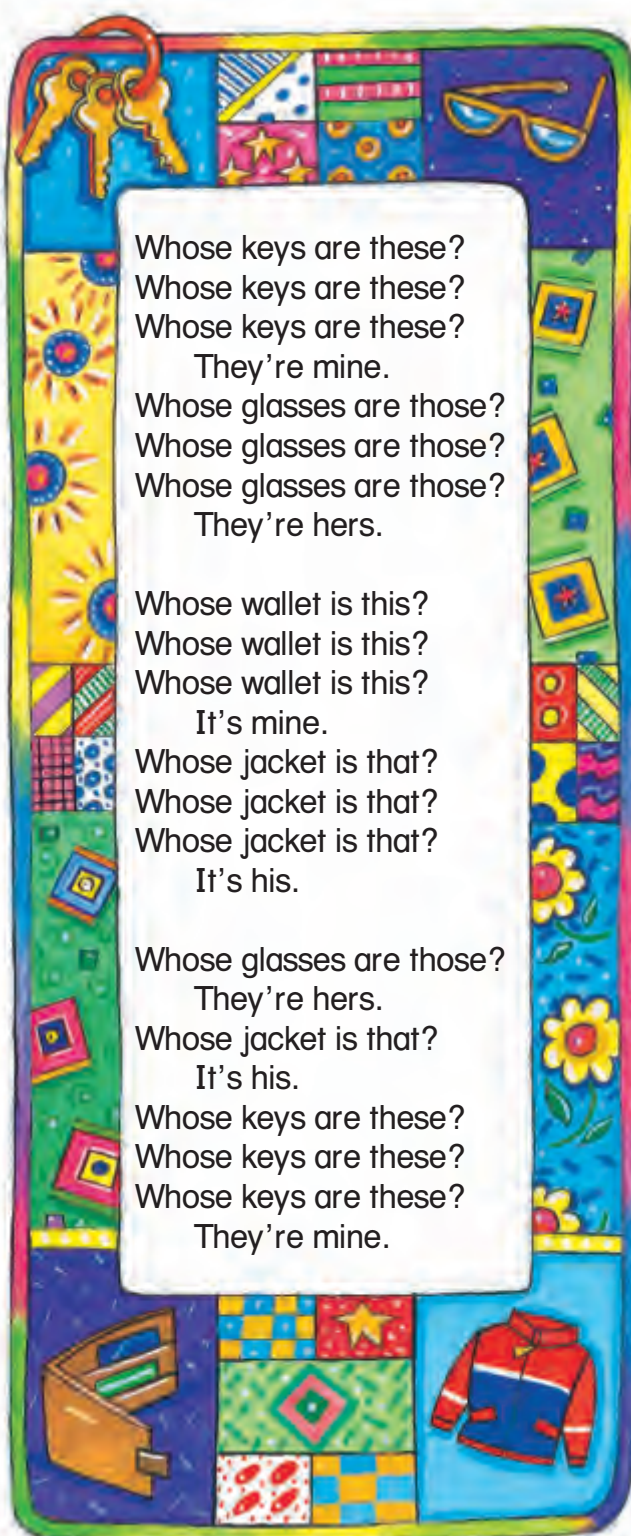 Whose keys are these?
Whose keys are these?
Whose keys are these?
They're mine.
Whose glasses are those?
Whose glasses are those?
Whose glasses are those?
They're hers.
Whose wallet is this?
Whose wallet is this?
Whose wallet is this?
It's mine.
Whose jacket is that?
Whose jacket is that?
Whose jacket is that?
It's his.
Whose glasses are those?
They're hers.
Whose jacket is that?
It's his.
Whose keys are these?
Whose keys are these?
Whose keys are these?
They're mine.